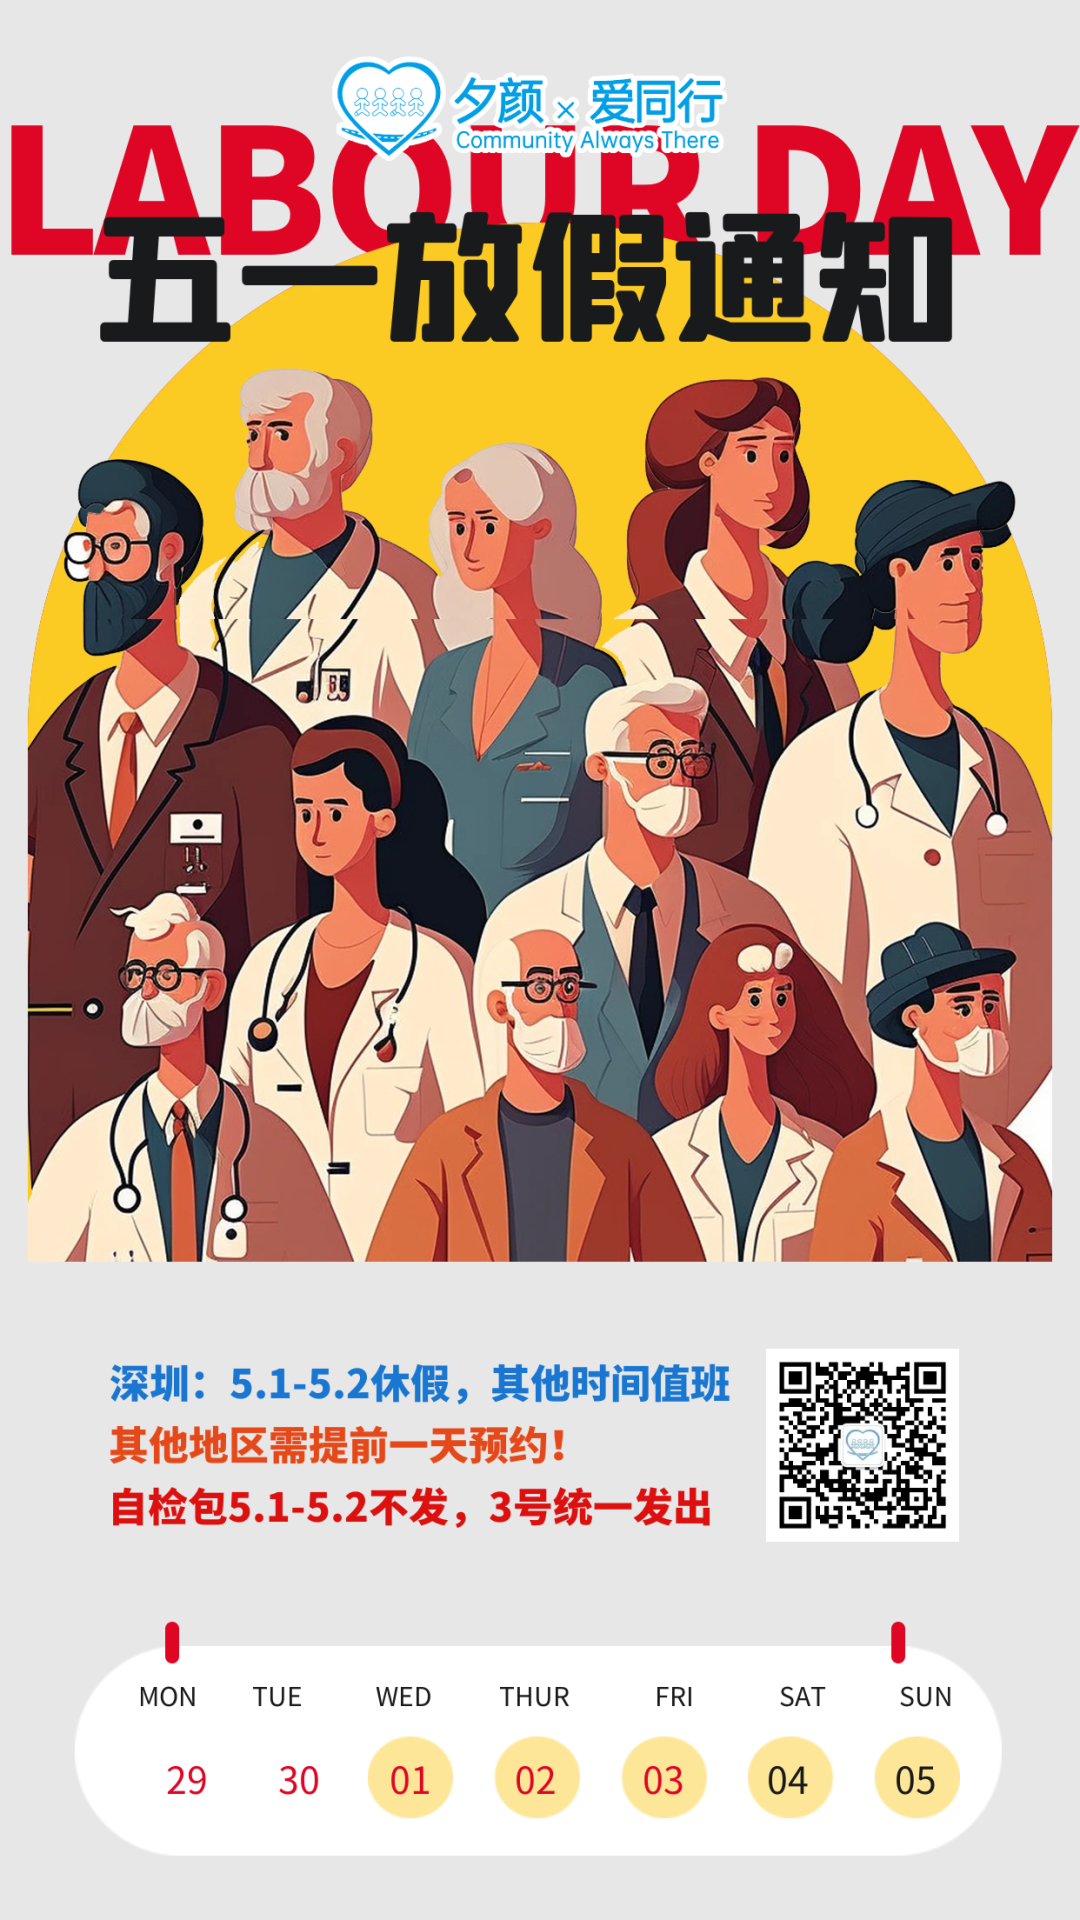 夕颜 × 爱同行
Community Always There
LABOUR DAY
五一放假通知
深圳：5.1-5.2休假，其他时间值班
其他地区需提前一天预约！
自检包5.1-5.2不发，3号统一发出
MON TUE WED THUR FRI SAT SUN
29 30 01 02 03 04 05